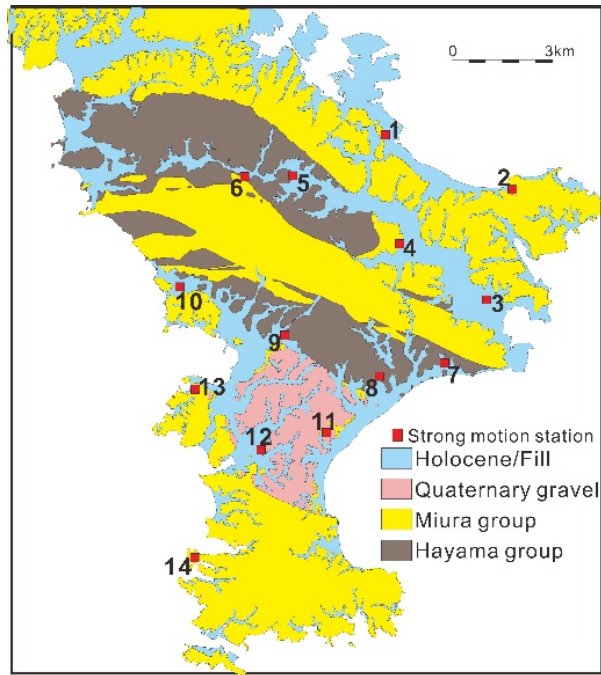 0 3km
1
2
6 5
4
10
3
9
7
8
13
11
12
14
Strong motion station
Holocene/Fill
Quaternary gravel
Miura group
Hayama group